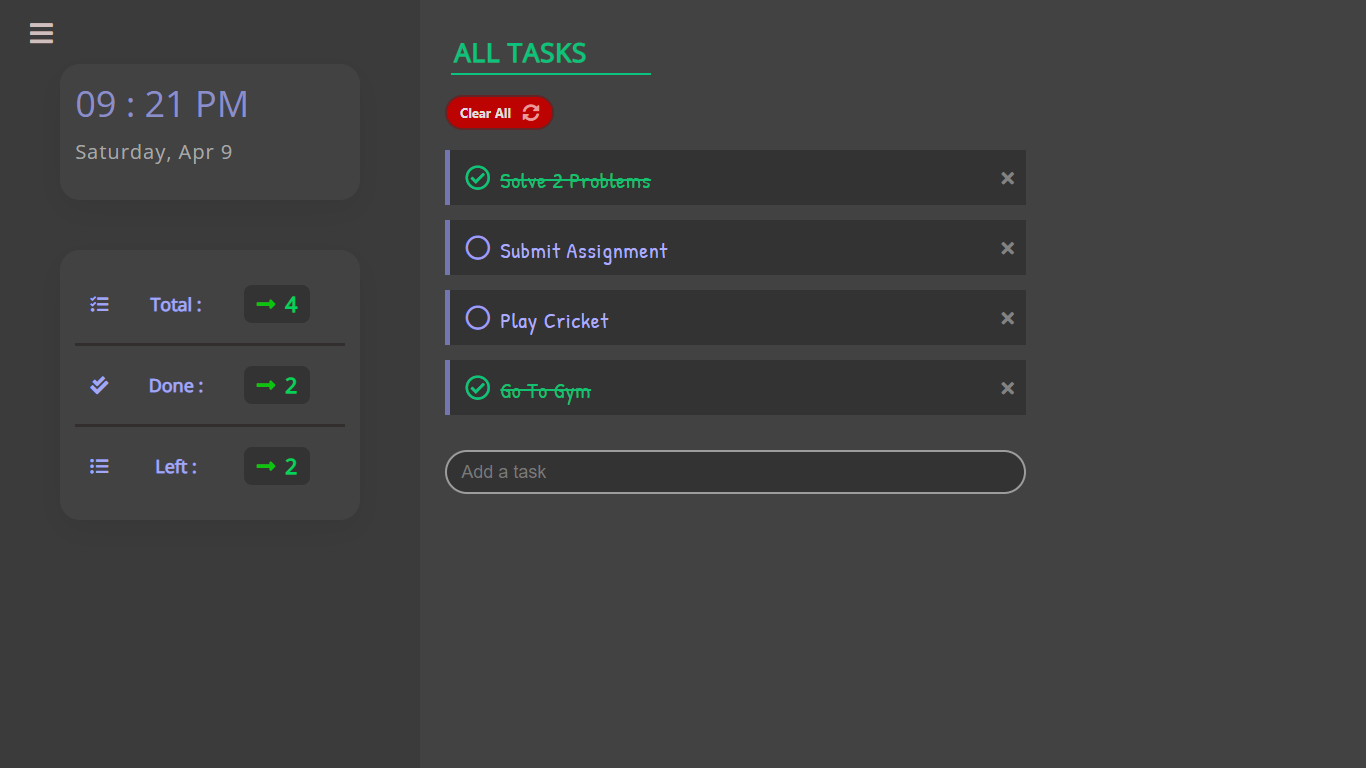 09 : 21 PM
Saturday, Apr 9
Total : 4
Done : 2
Left : 2
ALL TASKS
Clear All
Solve 2 Problems
Submit Assignment
Play Cricket
Go To Gym
Add a task